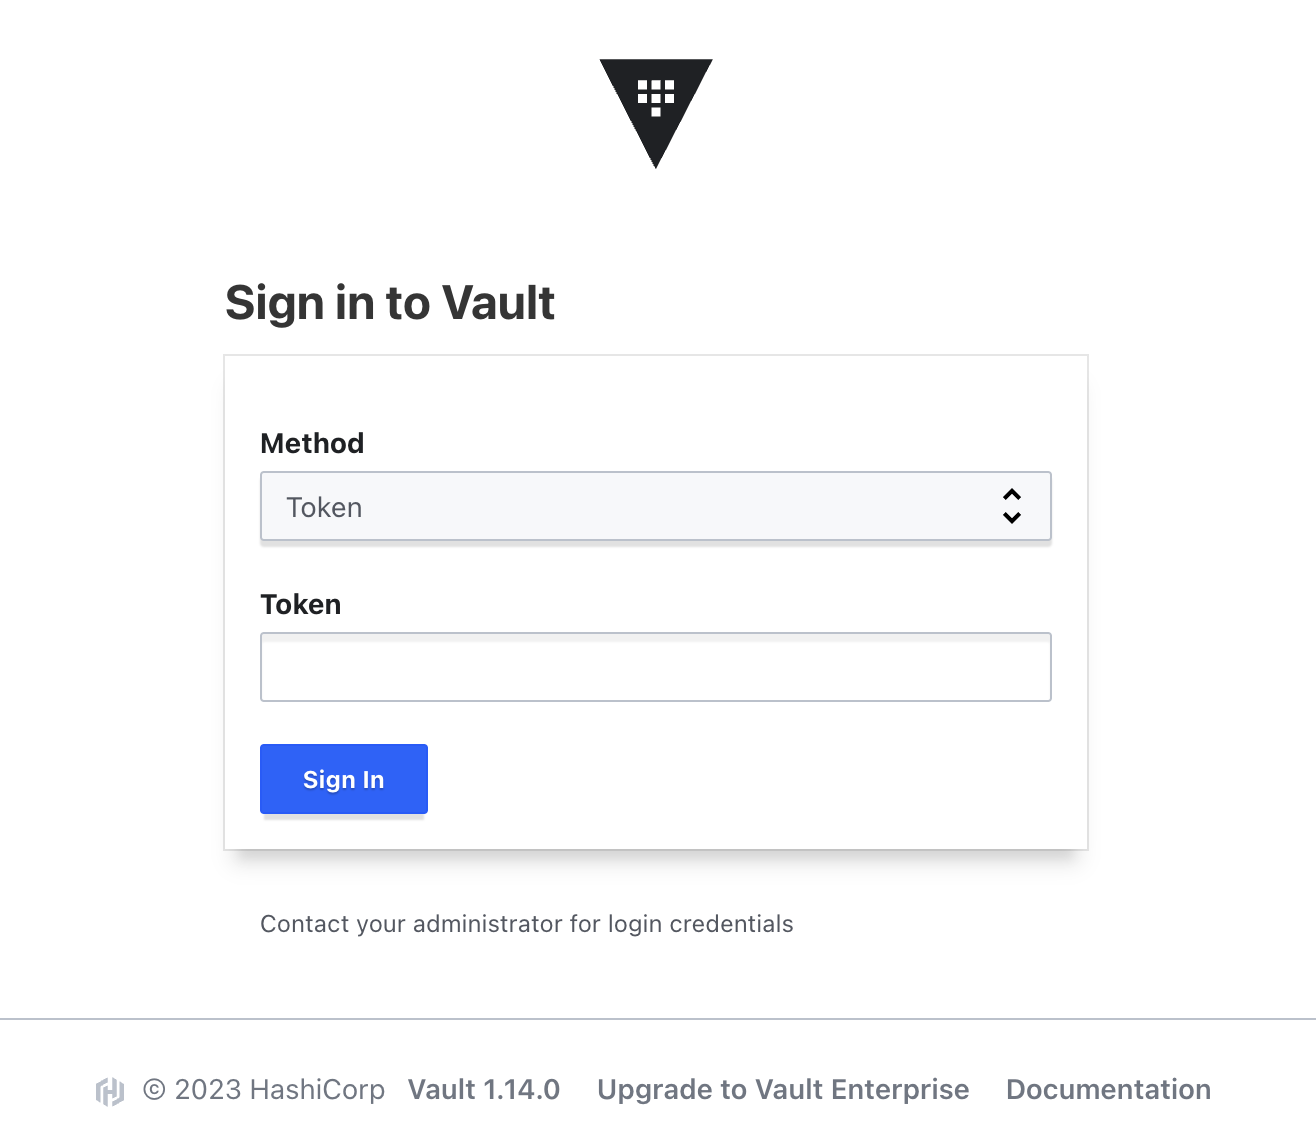 Sign in to Vault
Method
Token
Token
Sign In
Contact your administrator for login credentials
© 2023 HashiCorp Vault 1.14.0 Upgrade to Vault Enterprise Documentation